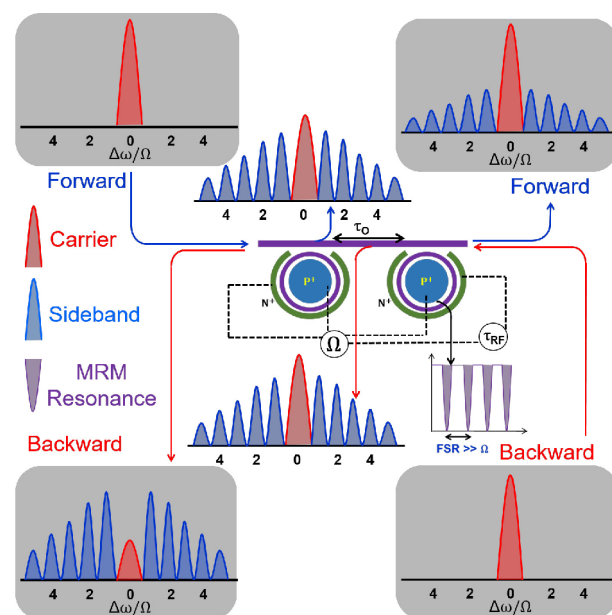 4 2 0 2 4
Δω/Ω
Forward
4 2 0 2 4
4 2 0 2 4
Δω/Ω
Forward
Carrier
Sideband
MRM
Resonance
τO
P+
P+
N+
N+
Ω
τRF
FSR >> Ω
4 2 0 2 4
Backward
Backward
4 2 0 2 4
Δω/Ω
4 2 0 2 4
Δω/Ω